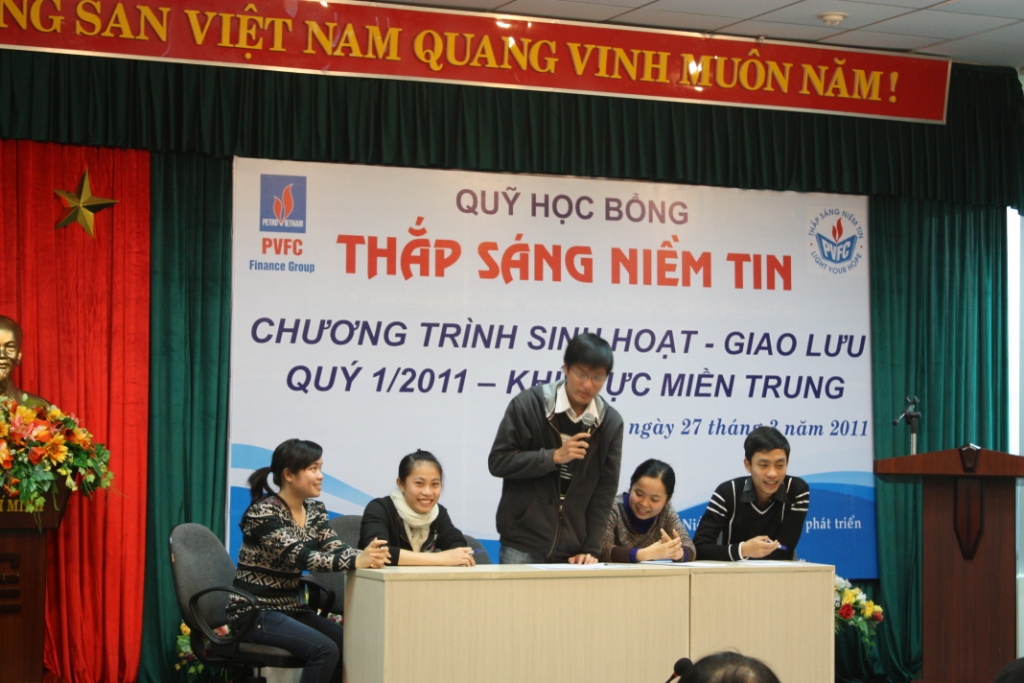 NG SẢN VIỆT NAM QUANG VINH MUÔN NĂM !
PETROVIETNAM
PVFC
Finance Group
QUỸ HỌC BỔNG
THẮP SÁNG NIỀM TIN
THẮP SÁNG NIỀM TIN
PVFC
LIGHT YOUR HOPE
CHƯƠNG TRÌNH SINH HOẠT - GIAO LƯU
QUÝ 1/2011 – KHU VỰC MIỀN TRUNG
ngày 27 tháng 2 năm 2011
phát triển